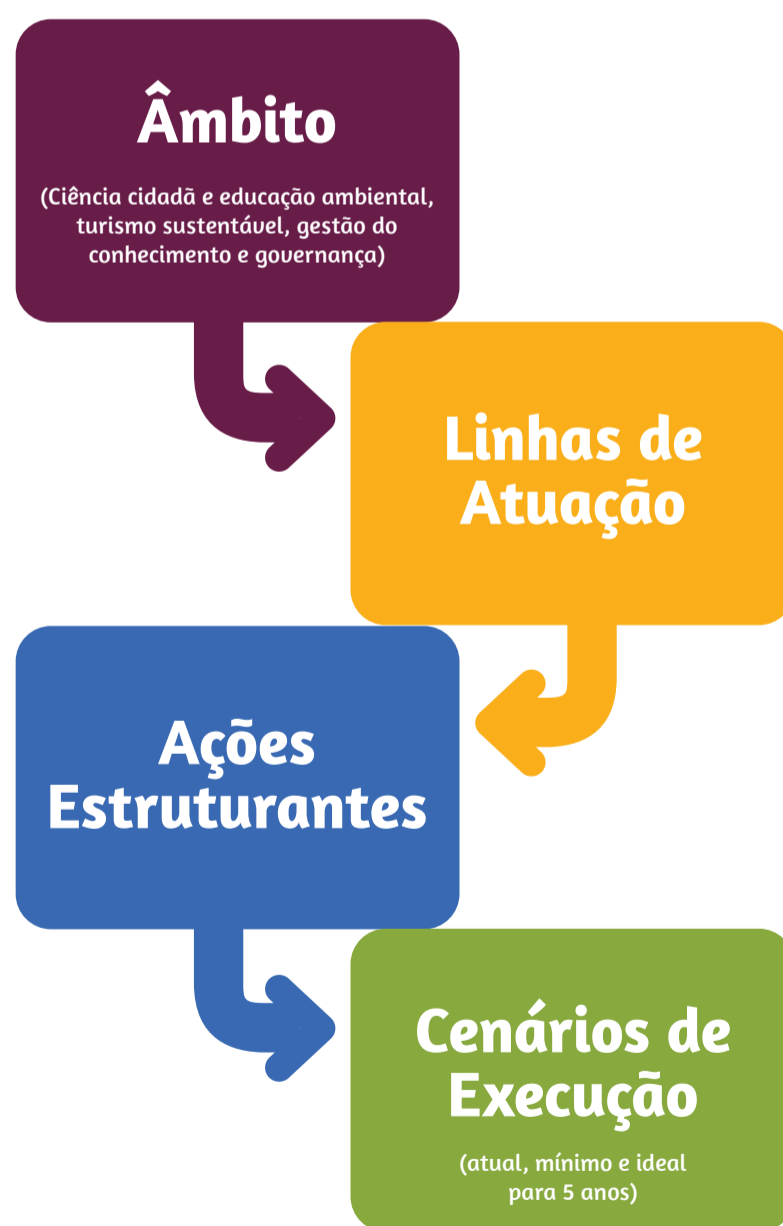 Âmbito
(Ciência cidadã e educação ambiental,
turismo sustentável, gestão do
conhecimento e governança)
Linhas de
Atuação
Ações
Estruturantes
Cenários de
Execução
(atual, mínimo e ideal
para 5 anos)